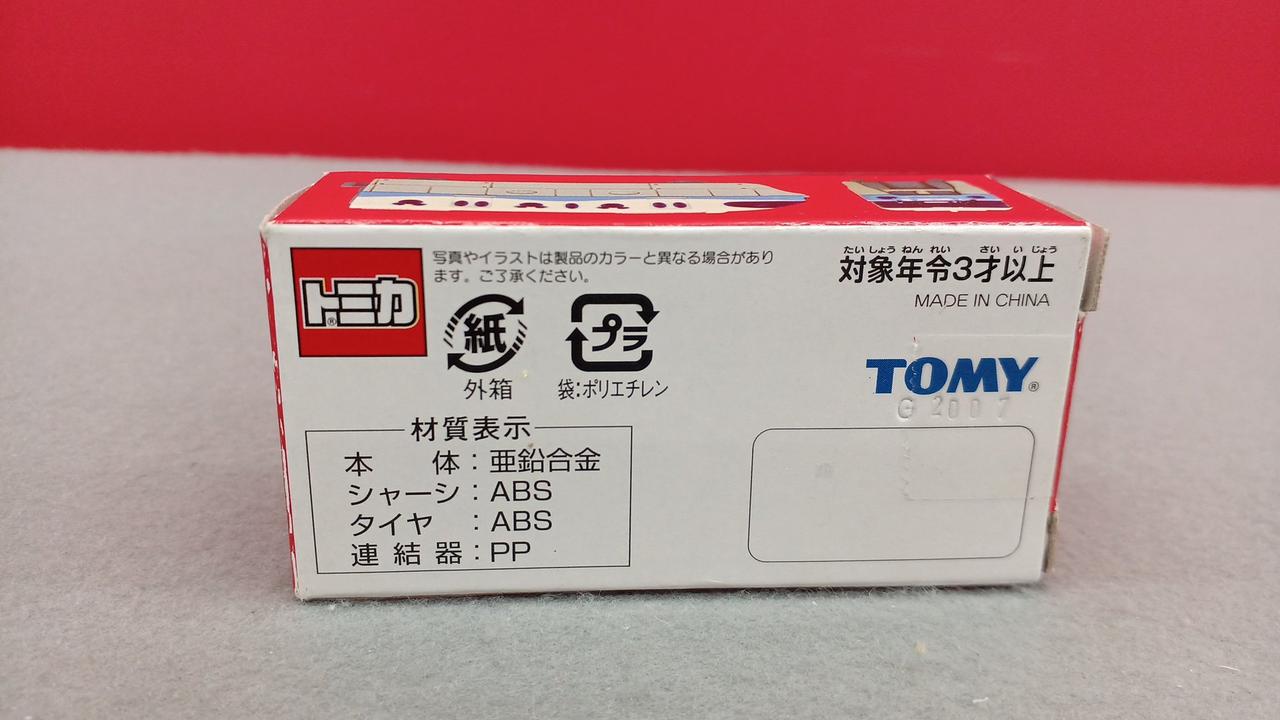 トミカ®
写真やイラストは製品のカラーと異なる場合があり
ます。ご了承ください。
紙
外箱
プラ
袋:ポリエチレン
たいしょう ねん れい さい い じょう
対象年令3才以上
MADE IN CHINA
TOMY®
G 2007
材質表示
本 体:亜鉛合金
シャーシ:ABS
タイヤ:ABS
連結器:PP